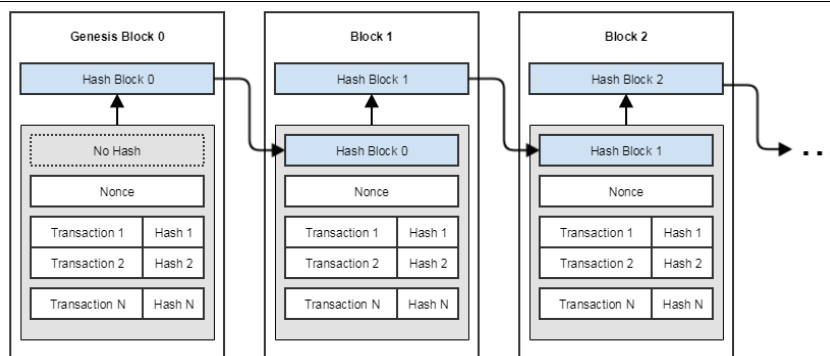 Genesis Block 0
Hash Block 0
No Hash
Nonce
Transaction 1 Hash 1
Transaction 2 Hash 2
Transaction N Hash N
Block 1
Hash Block 1
Hash Block 0
Nonce
Transaction 1 Hash 1
Transaction 2 Hash 2
Transaction N Hash N
Block 2
Hash Block 2
Hash Block 1
Nonce
Transaction 1 Hash 1
Transaction 2 Hash 2
Transaction N Hash N
. .